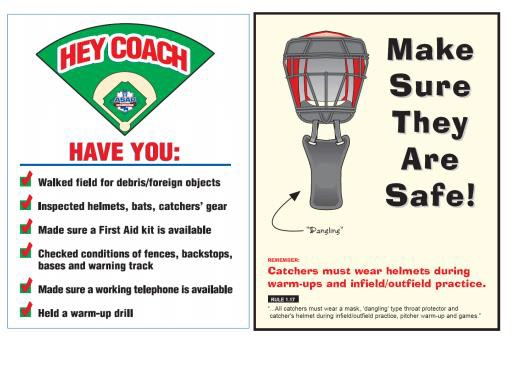 HEY COACH
ASAP
HAVE YOU:
Walked field for debris/foreign objects
Inspected helmets, bats, catchers' gear
Made sure a First Aid kit is available
Checked conditions of fences, backstops,
bases and warning track
Made sure a working telephone is available
Held a warm-up drill
Make
Sure
They
Are
Safe!
"Dangling"
REMEMBER:
Catchers must wear helmets during
warm-ups and infield/outfield practice.
RULE 1.17
"...All catchers must wear a mask, 'dangling' type throat protector and
catcher's helmet during infield/outfield practice, pitcher warm-up and games."